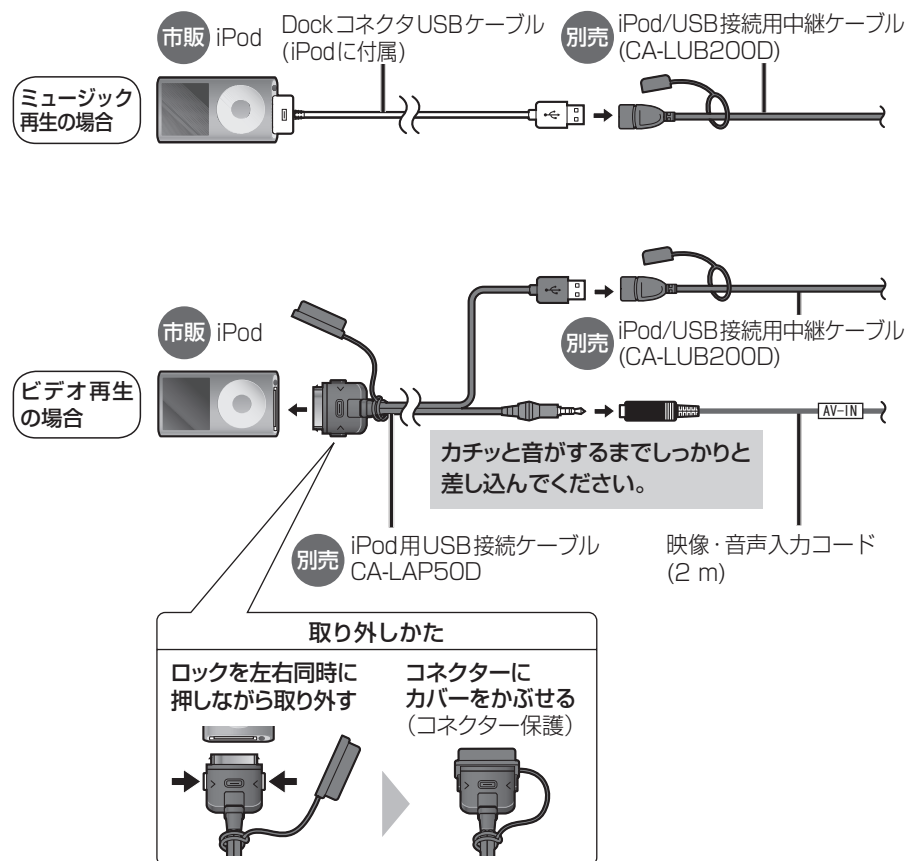 市販 iPod
DockコネクタUSBケーブル
(iPodに付属)
別売 iPod/USB接続用中継ケーブル
(CA-LUB200D)
ミュージック
再生の場合
別売 iPod/USB接続用中継ケーブル
(CA-LUB200D)
市販 iPod
ビデオ再生
の場合
AV-IN
カチッと音がするまでしっかりと
差し込んでください。
別売 iPod用USB接続ケーブル
CA-LAP50D
映像・音声入力コード
(2 m)
取り外しかた
ロックを左右同時に
押しながら取り外す
コネクターに
カバーをかぶせる
(コネクター保護)